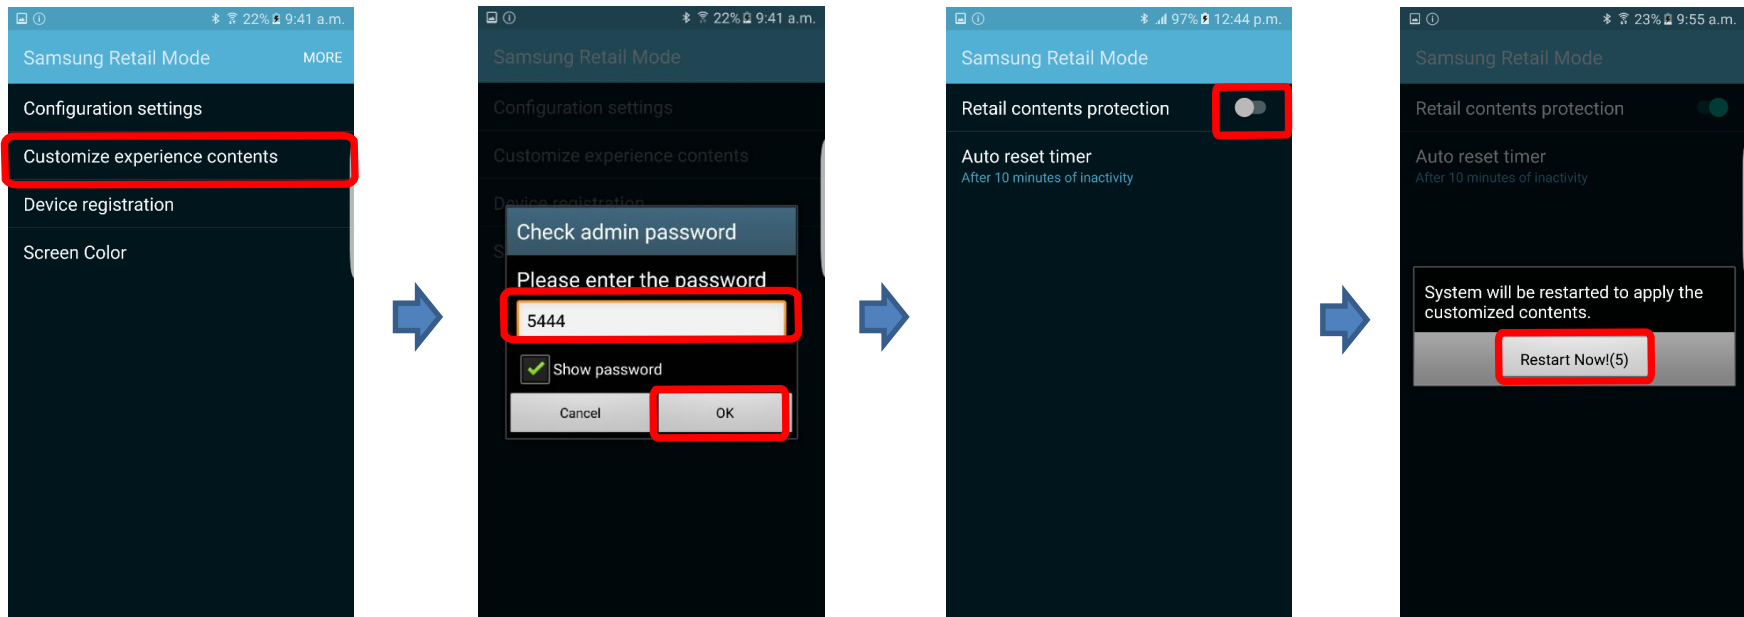 22% 9:41 a.m.
Samsung Retail Mode MORE
Configuration settings
Customize experience contents
Device registration
Screen Color
22% 9:41 a.m.
Samsung Retail Mode
Configuration settings
Customize experience contents
Device registration
S
Check admin password
Please enter the password
5444
Show password
Cancel OK
97% 12:44 p.m.
Samsung Retail Mode
Retail contents protection
Auto reset timer
After 10 minutes of inactivity
23% 9:55 a.m.
Samsung Retail Mode
Retail contents protection
Auto reset timer
After 10 minutes of inactivity
System will be restarted to apply the
customized contents.
Restart Now!(5)